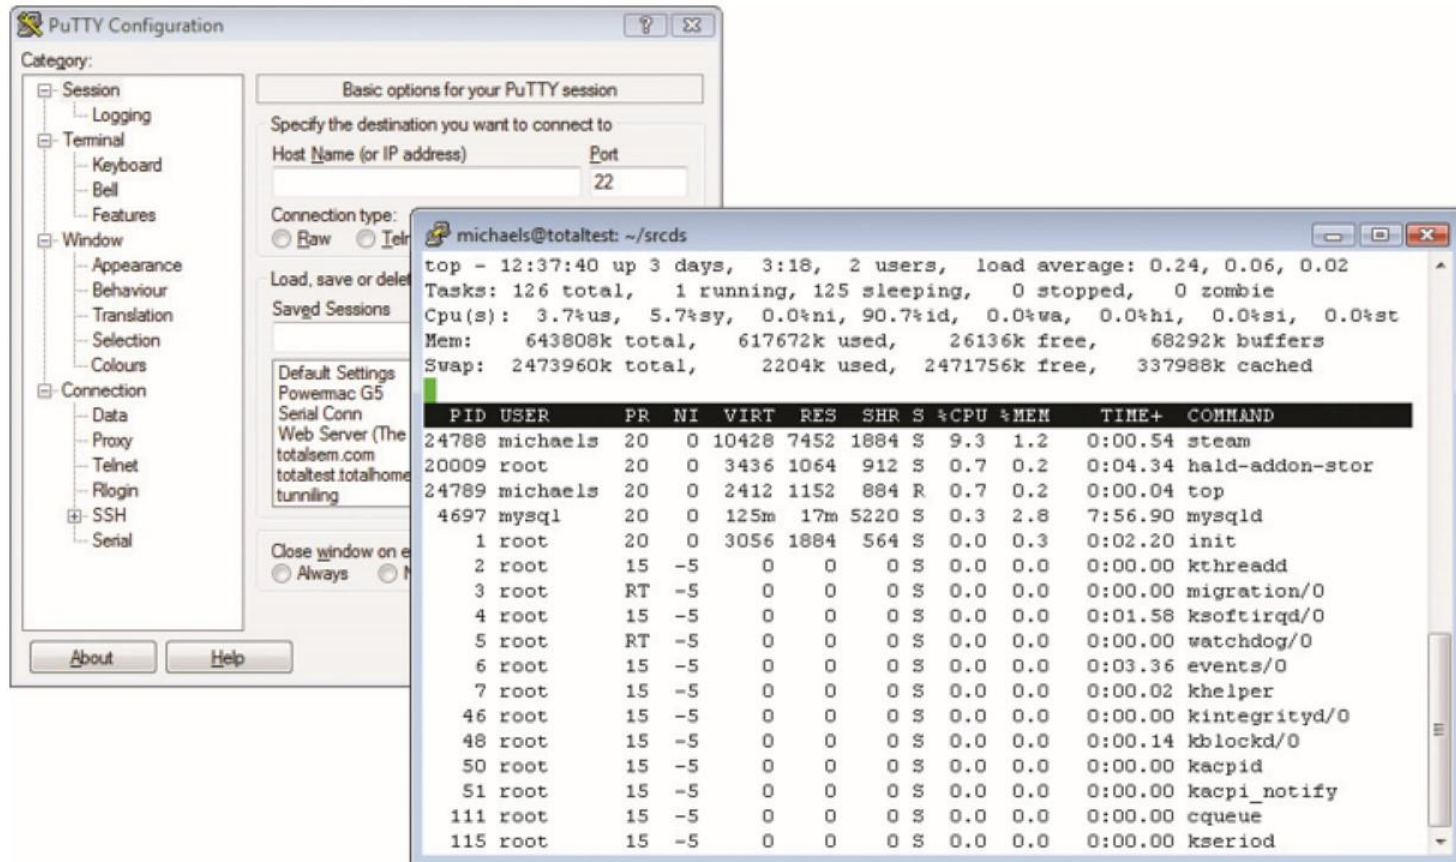 PuTTY Configuration
Category:
Session
Logging
Terminal
Keyboard
Bell
Features
Window
Appearance
Behaviour
Translation
Selection
Colours
Connection
Data
Proxy
Telnet
Rlogin
SSH
Serial
About Help
Basic options for your PuTTY session
Specify the destination you want to connect to
Host Name (or IP address) Port
22
Connection type:
Raw Teln
Load, save or delet
Saved Sessions
Default Settings
Powermac G5
Serial Conn
Web Server (The
totalsem.com
totaltest.totalhome
tunniling
Close window on e
Always N
michaels@totaltest: ~/srcds
top - 12:37:40 up 3 days, 3:18, 2 users, load average: 0.24, 0.06, 0.02
Tasks: 126 total, 1 running, 125 sleeping, 0 stopped, 0 zombie
Cpu(s): 3.7%us, 5.7%sy, 0.0%ni, 90.7%id, 0.0%wa, 0.0%hi, 0.0%si, 0.0%st
Mem: 643808k total, 617672k used, 26136k free, 68292k buffers
Swap: 2473960k total, 2204k used, 2471756k free, 337988k cached
PID USER PR NI VIRT RES SHR S %CPU %MEM TIME+ COMMAND
24788 michaels 20 0 10428 7452 1884 S 9.3 1.2 0:00.54 steam
20009 root 20 0 3436 1064 912 S 0.7 0.2 0:04.34 hald-addon-stor
24789 michaels 20 0 2412 1152 884 R 0.7 0.2 0:00.04 top
4697 mysql 20 0 125m 17m 5220 S 0.3 2.8 7:56.90 mysqld
1 root 20 0 3056 1884 564 S 0.0 0.3 0:02.20 init
2 root 15 -5 0 0 0 S 0.0 0.0 0:00.00 kthreadd
3 root RT -5 0 0 0 S 0.0 0.0 0:00.00 migration/0
4 root 15 -5 0 0 0 S 0.0 0.0 0:01.58 ksoftirqd/0
5 root RT -5 0 0 0 S 0.0 0.0 0:00.00 watchdog/0
6 root 15 -5 0 0 0 S 0.0 0.0 0:03.36 events/0
7 root 15 -5 0 0 0 S 0.0 0.0 0:00.02 khelper
46 root 15 -5 0 0 0 S 0.0 0.0 0:00.00 kintegrityd/0
48 root 15 -5 0 0 0 S 0.0 0.0 0:00.14 kblockd/0
50 root 15 -5 0 0 0 S 0.0 0.0 0:00.00 kacpid
51 root 15 -5 0 0 0 S 0.0 0.0 0:00.00 kacpi_notify
111 root 15 -5 0 0 0 S 0.0 0.0 0:00.00 cqueue
115 root 15 -5 0 0 0 S 0.0 0.0 0:00.00 kseriod